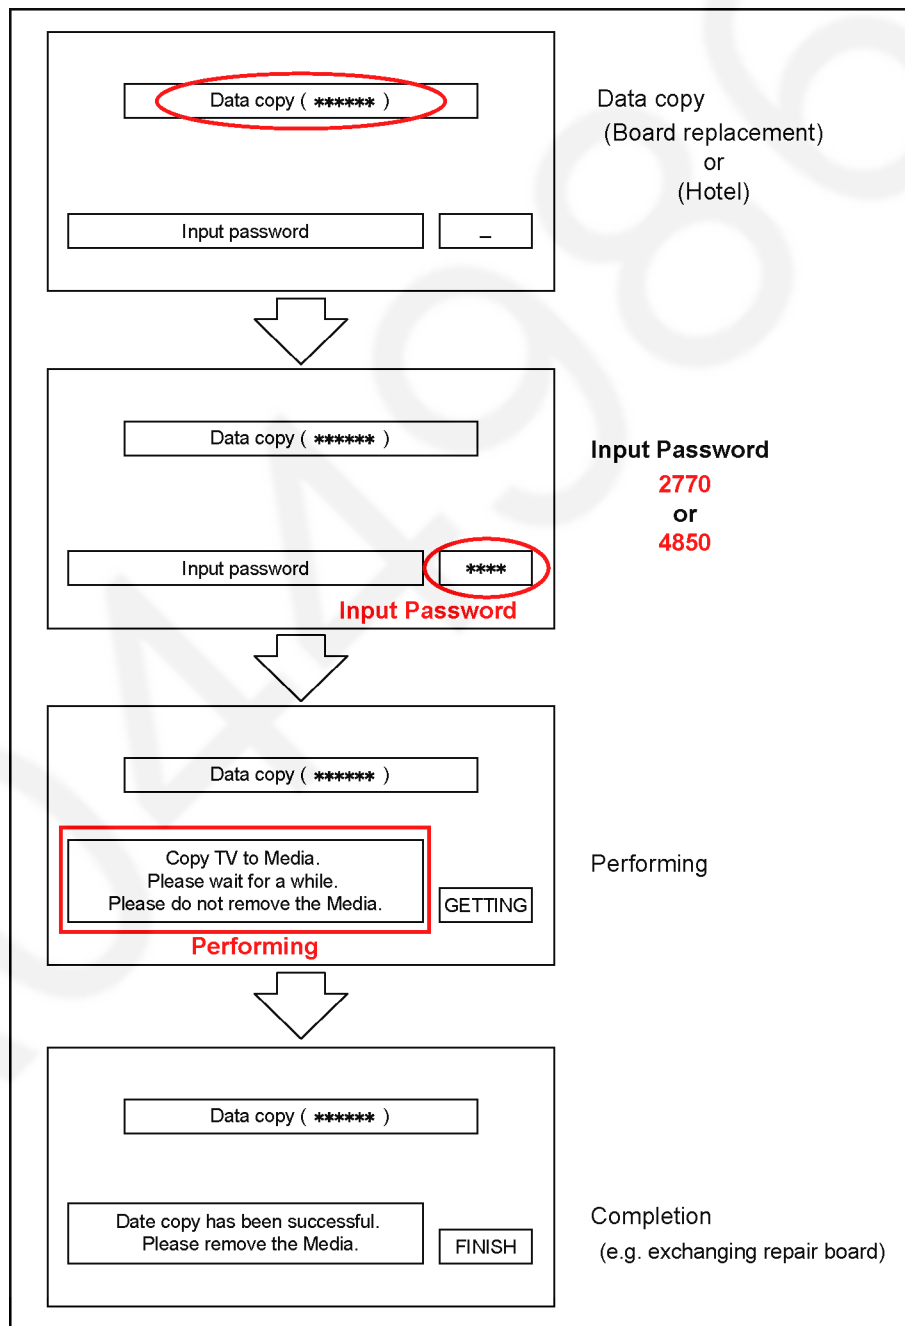 Data copy ( ****** )
Data copy
(Board replacement)
or
(Hotel)
Input password
_
Data copy ( ****** )
Input Password
2770
or
4850
Input password
****
Input Password
Data copy ( ****** )
Copy TV to Media.
Please wait for a while.
Please do not remove the Media.
GETTING
Performing
Performing
Data copy ( ****** )
Date copy has been successful.
Please remove the Media.
FINISH
Completion
(e.g. exchanging repair board)